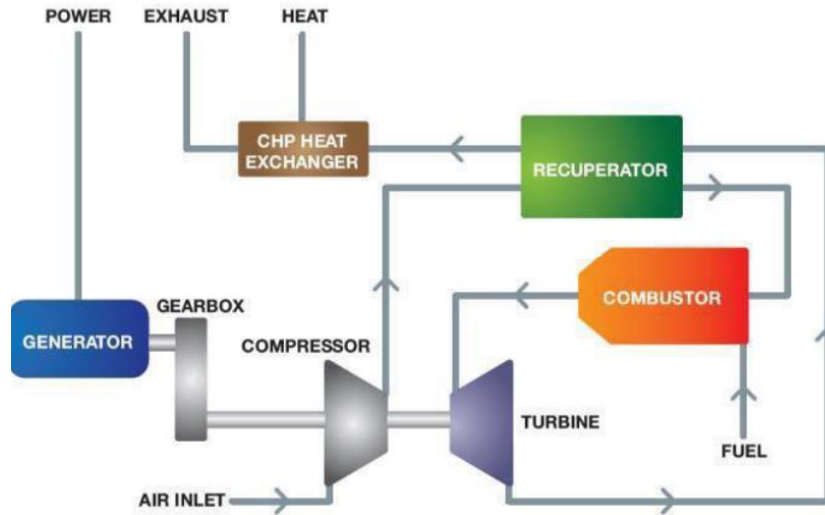 POWER
EXHAUST
HEAT
CHP HEAT
EXCHANGER
RECUPERATOR
COMBUSTOR
GEARBOX
GENERATOR
COMPRESSOR
TURBINE
FUEL
AIR INLET